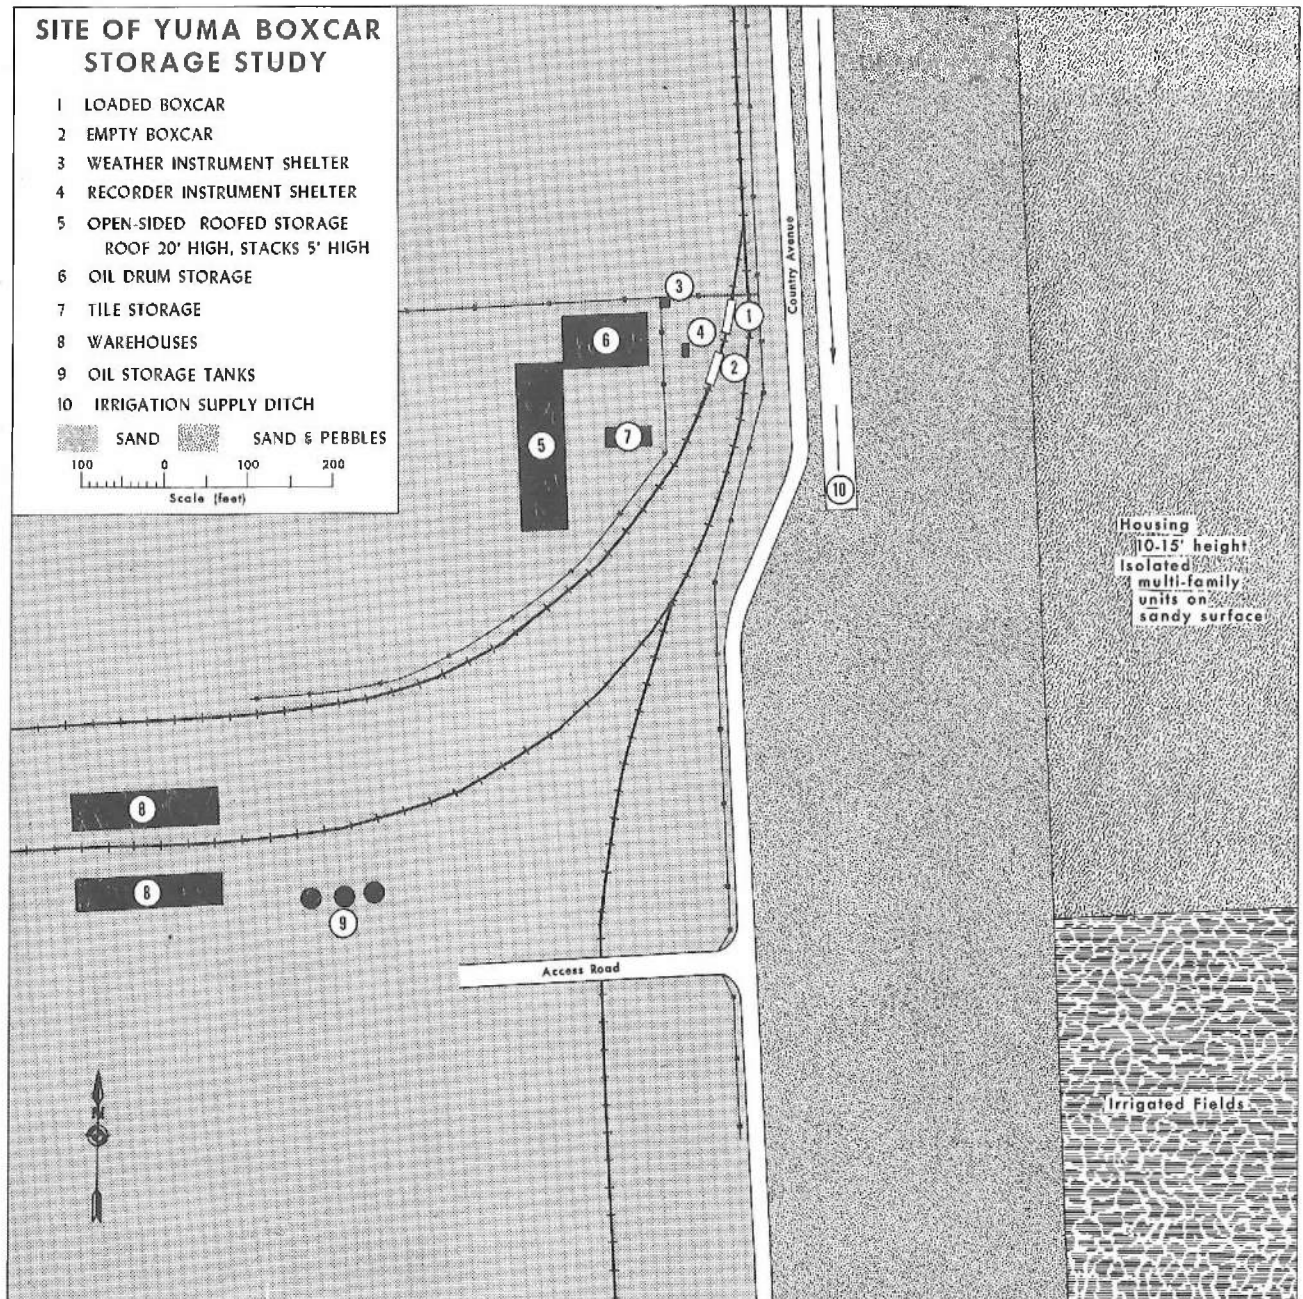 SITE OF YUMA BOXCAR
STORAGE STUDY
1 LOADED BOXCAR
2 EMPTY BOXCAR
3 WEATHER INSTRUMENT SHELTER
4 RECORDER INSTRUMENT SHELTER
5 OPEN-SIDED ROOFED STORAGE
ROOF 20' HIGH, STACKS 5' HIGH
6 OIL DRUM STORAGE
7 TILE STORAGE
8 WAREHOUSES
9 OIL STORAGE TANKS
10 IRRIGATION SUPPLY DITCH
SAND SAND & PEBBLES
100 0 100 200
Scale (feet)
Country Avenue
3
1
4
6
2
7
5
10
Housing
10-15' height
Isolated
multi-family
units on
sandy surface
8
8
9
Access Road
Irrigated Fields
N